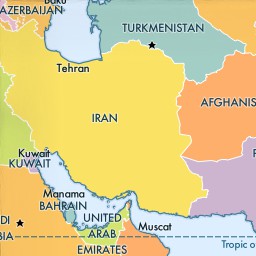 Baku
AZERBAIJAN
TURKMENISTAN
Tehran
AFGHANIS
IRAN
Kuwait
KUWAIT
P
Manama
BAHRAIN
UNITED
ARAB
EMIRATES
Muscat
DI
BIA
Tropic o